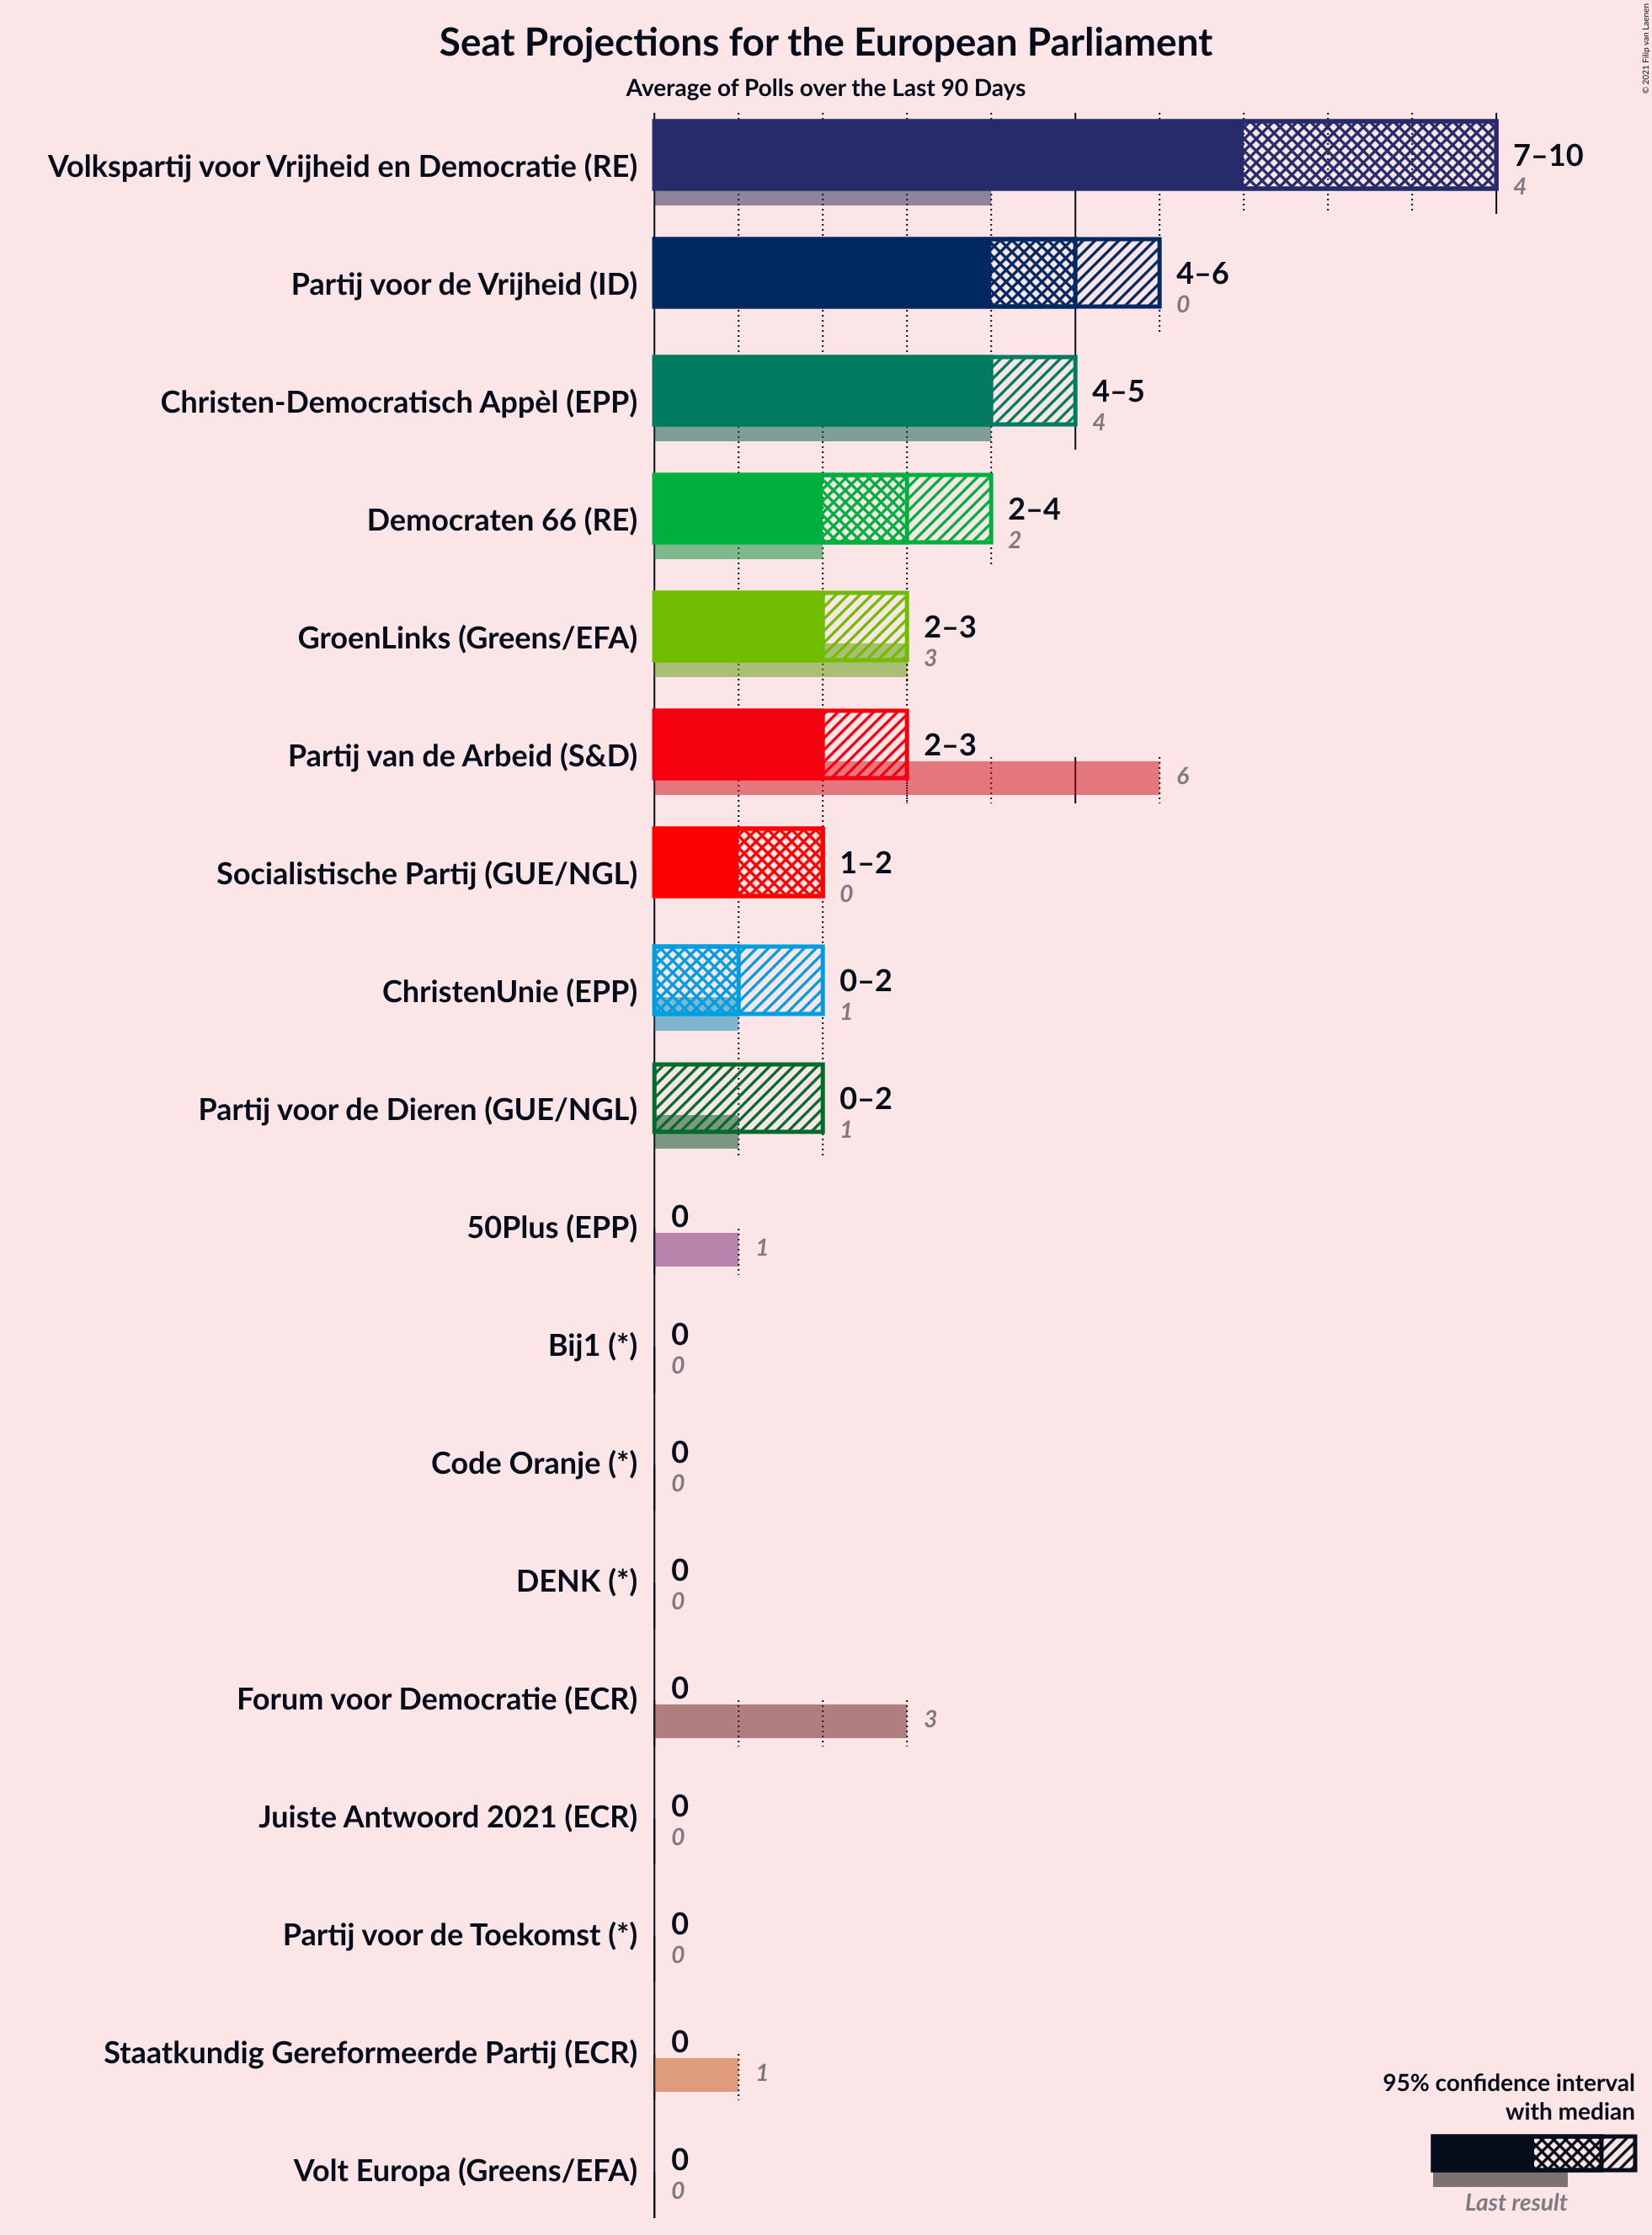 Seat Projections for the European Parliament
Average of Polls over the Last 90 Days
© 2021 Filip van Laenen
Volkspartij voor Vrijheid en Democratie (RE)
7–10
4
Partij voor de Vrijheid (ID)
4–6
0
Christen-Democratisch Appèl (EPP)
4–5
4
Democraten 66 (RE)
2–4
2
GroenLinks (Greens/EFA)
2–3
3
Partij van de Arbeid (S&D)
2–3
6
Socialistische Partij (GUE/NGL)
1–2
0
ChristenUnie (EPP)
0–2
1
Partij voor de Dieren (GUE/NGL)
0–2
1
50Plus (EPP)
0
1
Bij1 (*)
0
0
Code Oranje (*)
0
0
DENK (*)
0
0
Forum voor Democratie (ECR)
0
3
Juiste Antwoord 2021 (ECR)
0
0
Partij voor de Toekomst (*)
0
0
Staatkundig Gereformeerde Partij (ECR)
0
1
Volt Europa (Greens/EFA)
0
0
95% confidence interval
with median
Last result